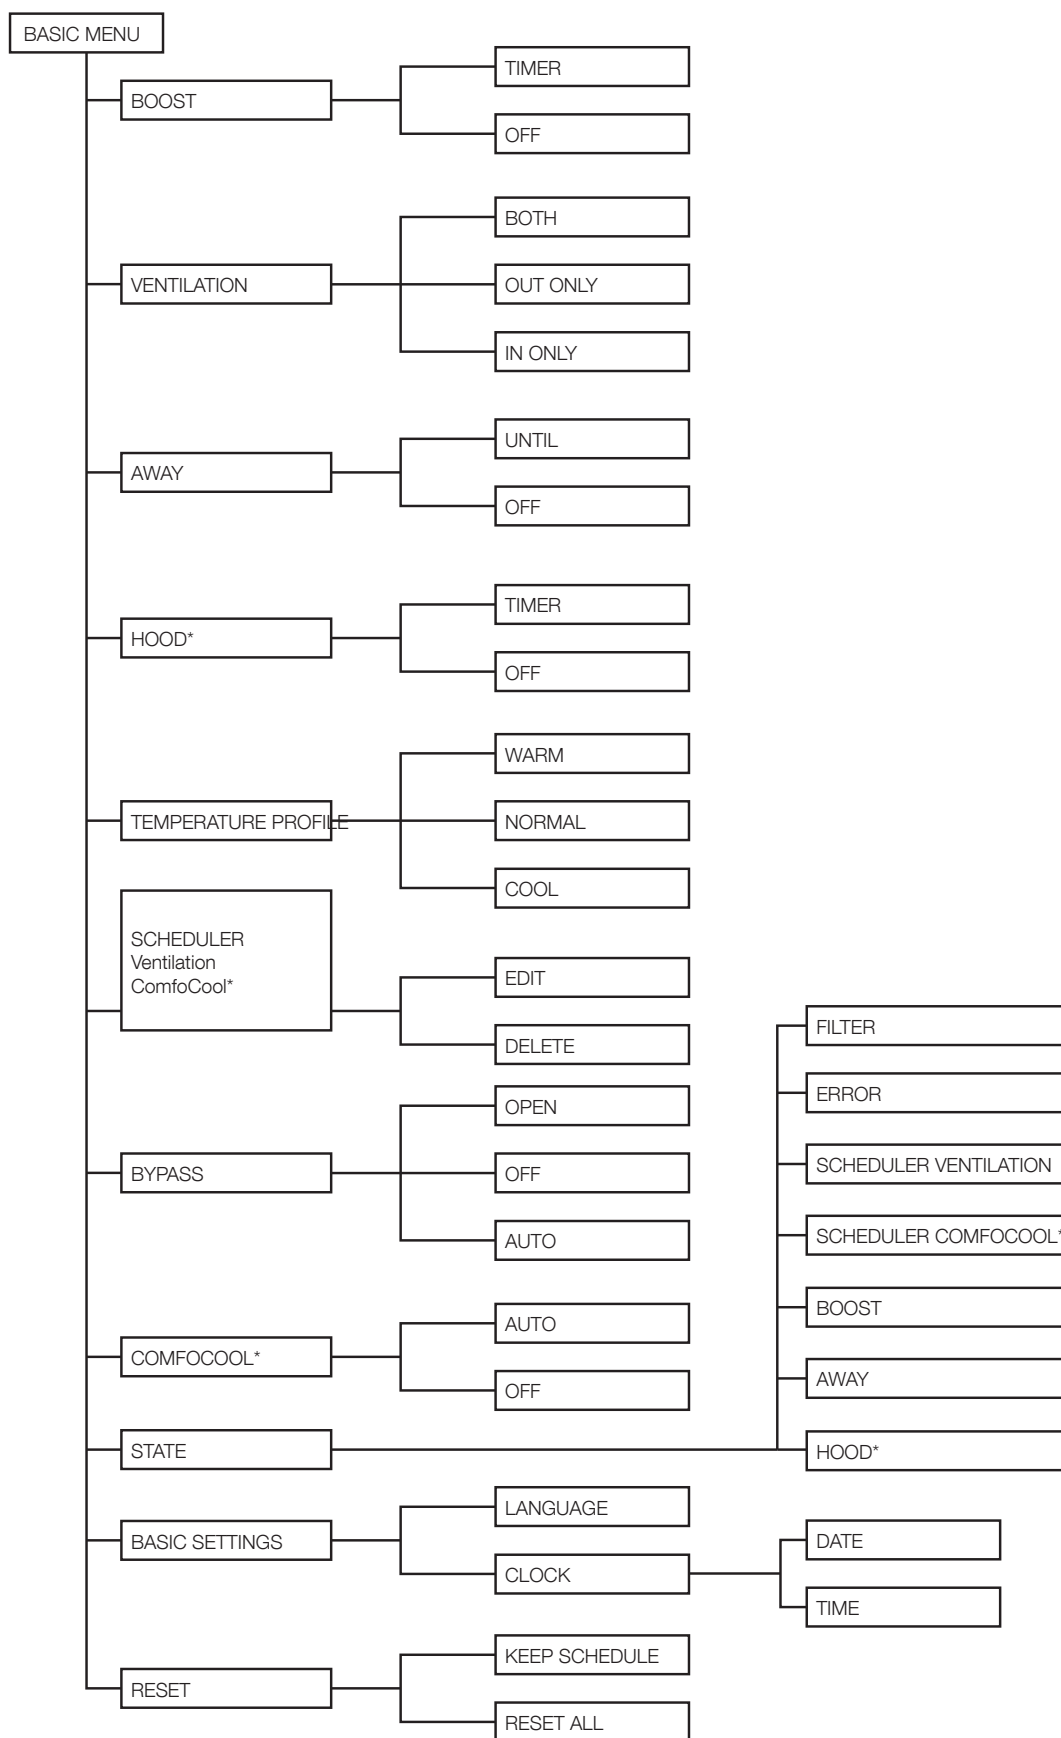 BASIC MENU
BOOST
TIMER
OFF
VENTILATION
BOTH
OUT ONLY
IN ONLY
AWAY
UNTIL
OFF
HOOD*
TIMER
OFF
TEMPERATURE PROFILE
WARM
NORMAL
COOL
SCHEDULER
Ventilation
ComfoCool*
EDIT
DELETE
BYPASS
OPEN
OFF
AUTO
COMFOCOOL*
AUTO
OFF
STATE
FILTER
ERROR
SCHEDULER VENTILATION
SCHEDULER COMFOCOOL*
BOOST
AWAY
HOOD*
BASIC SETTINGS
LANGUAGE
CLOCK
DATE
TIME
RESET
KEEP SCHEDULE
RESET ALL